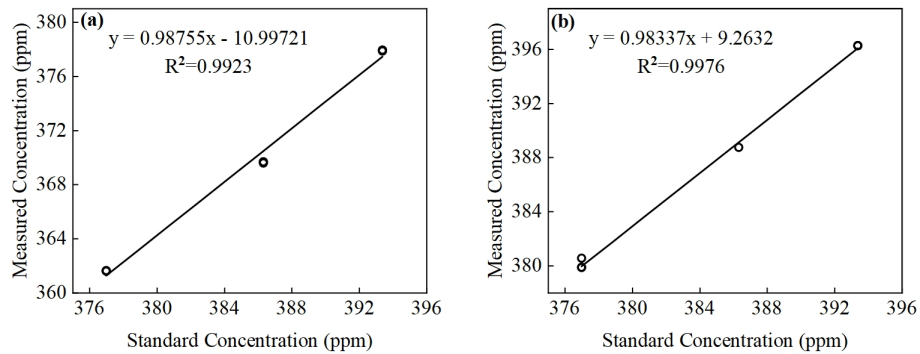 (a)
y = 0.98755x - 10.99721
R²=0.9923
Measured Concentration (ppm)
380
376
372
368
364
360
376 380 384 388 392 396
Standard Concentration (ppm)
(b)
y = 0.98337x + 9.2632
R²=0.9976
Measured Concentration (ppm)
396
392
388
384
380
376 380 384 388 392 396
Standard Concentration (ppm)